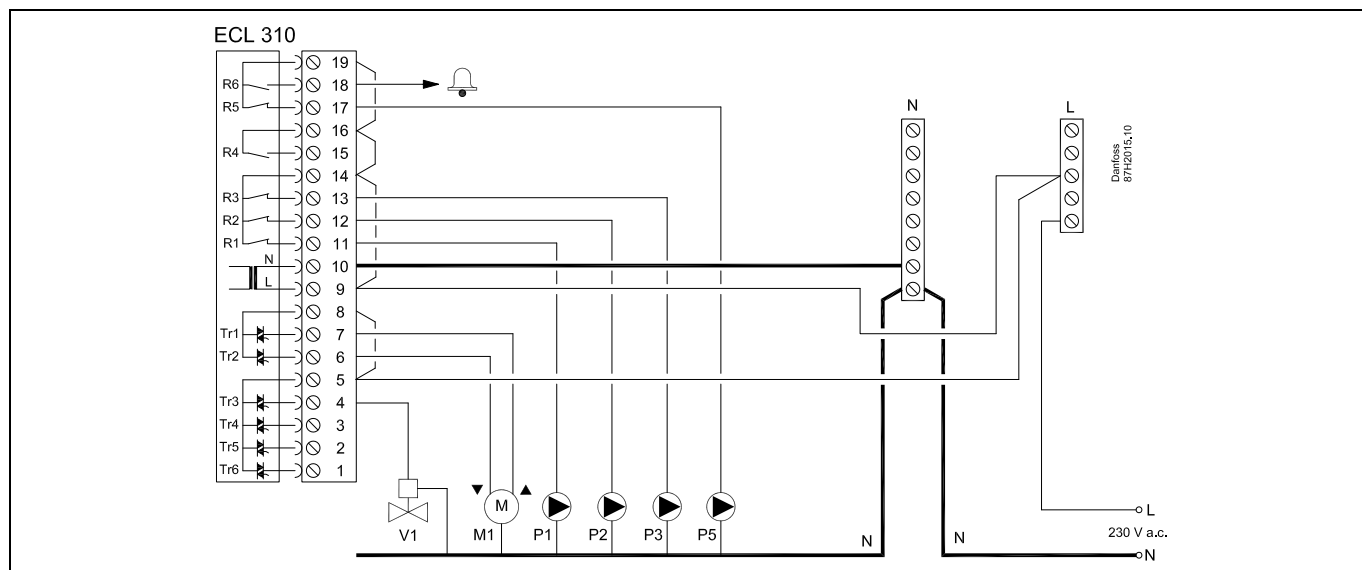 ECL 310
19
R6 18
R5 17
16
R4 15
14
R3 13
R2 12
R1 11
N 10
L 9
8
Tr1 7
Tr2 6
5
Tr3 4
Tr4 3
Tr5 2
Tr6 1
N
L
Danfoss
87H2015.10
V1
M
M1
P1
P2
P3
P5
N
N
L
230 V a.c.
N